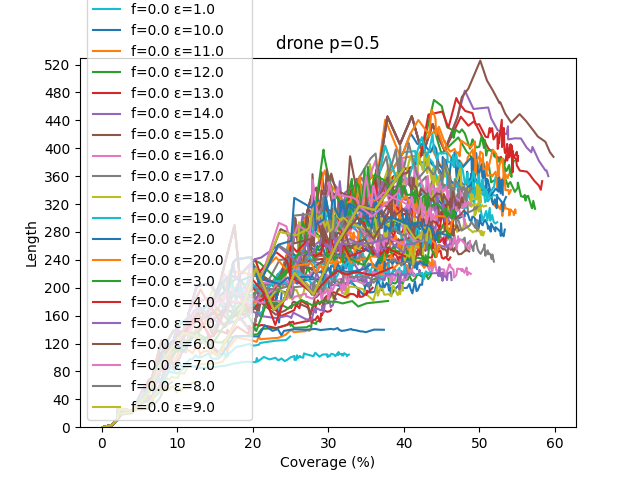 drone p=0.5
f=0.0 ε=1.0
f=0.0 ε=10.0
f=0.0 ε=11.0
f=0.0 ε=12.0
f=0.0 ε=13.0
f=0.0 ε=14.0
f=0.0 ε=15.0
f=0.0 ε=16.0
f=0.0 ε=17.0
f=0.0 ε=18.0
f=0.0 ε=19.0
f=0.0 ε=2.0
f=0.0 ε=20.0
f=0.0 ε=3.0
f=0.0 ε=4.0
f=0.0 ε=5.0
f=0.0 ε=6.0
f=0.0 ε=7.0
f=0.0 ε=8.0
f=0.0 ε=9.0
Length
520
480
440
400
360
320
280
240
200
160
120
80
40
0
0 10 20 30 40 50 60
Coverage (%)